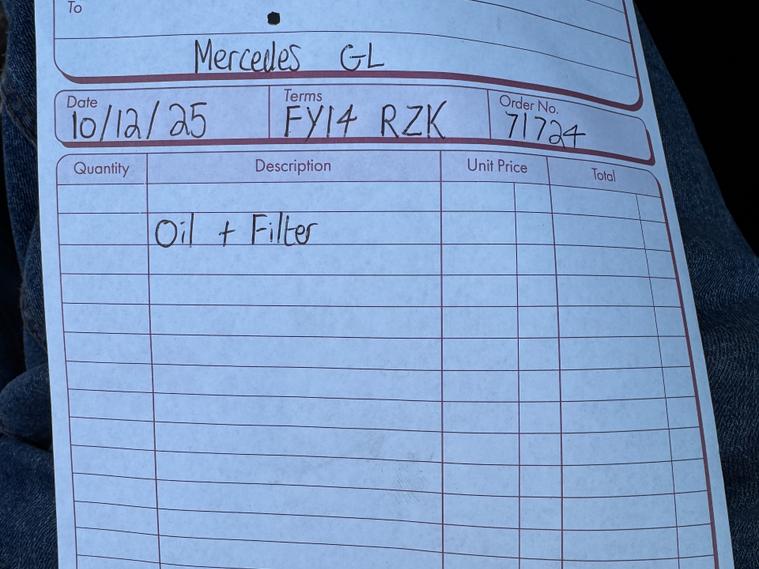 To
Mercedes GL
Date Terms Order No.
10/12/25 FY14 RZK 71724
Quantity Description Unit Price Total
Oil + Filter